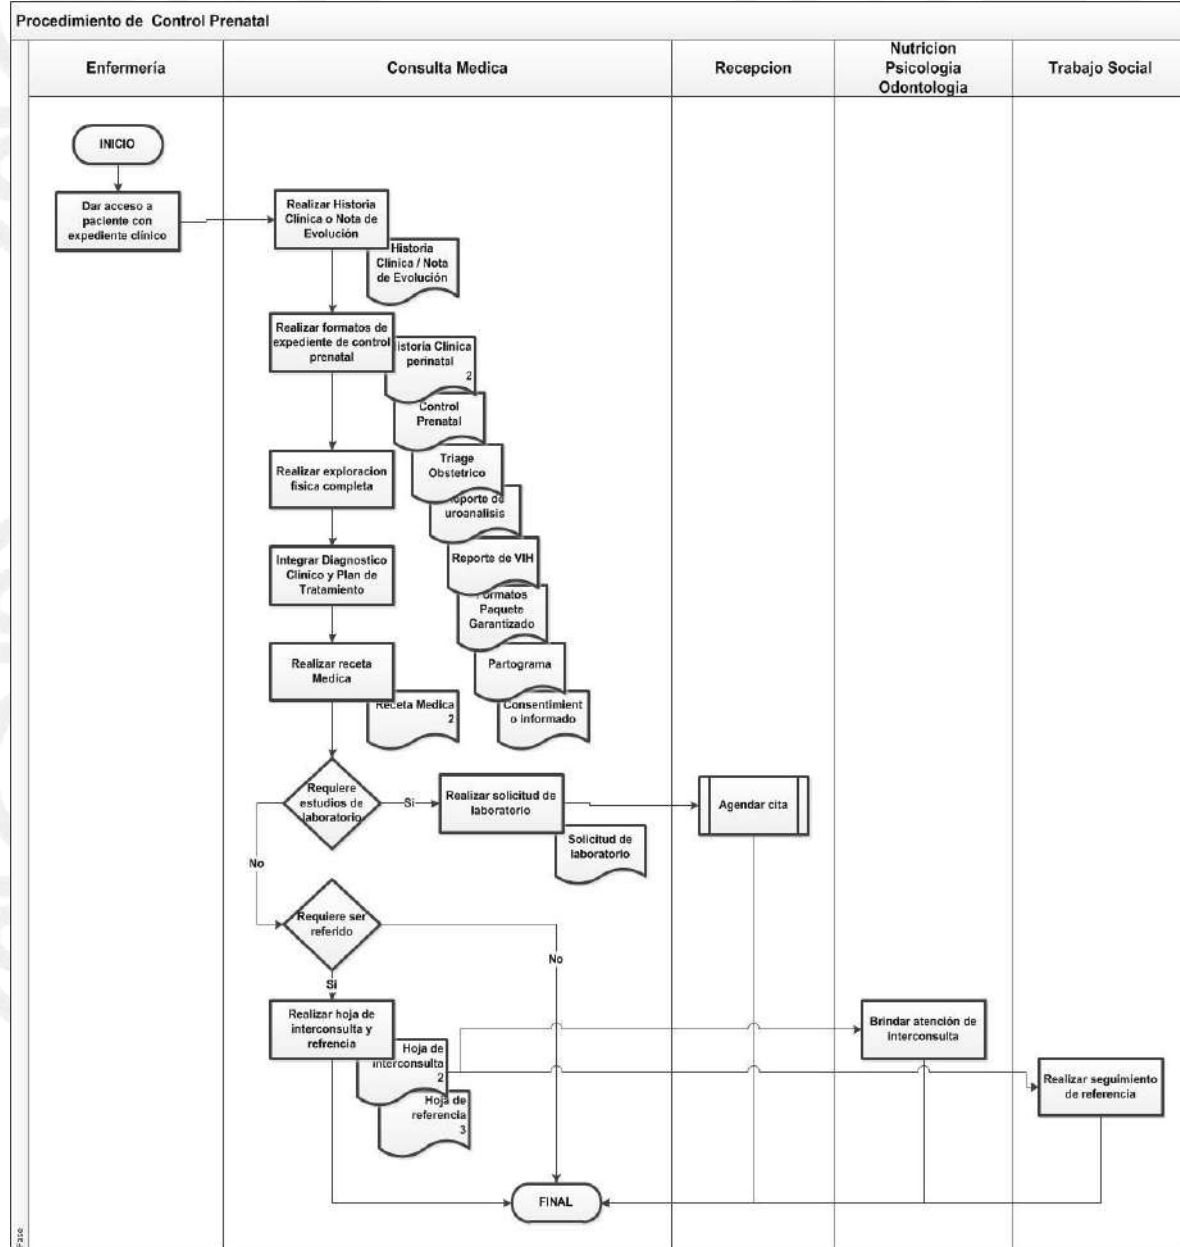 Procedimiento de Control Prenatal
Enfermería
Consulta Medica
Recepcion
Nutricion
Psicologia
Odontologia
Trabajo Social
INICIO
Dar acceso a
paciente con
expediente clínico
Realizar Historia
Clinica o Nota de
Evolución
Historia
Clinica / Nota
de Evolución
Realizar formatos de
expediente de control
prenatal
istoria Clinica
perinatal
2
Control
Prenatal
Triage
Obstetrico
Realizar exploracion
fisica completa
eporte de
uroanalisis
Integrar Diagnostico
Clinico y Plan de
Tratamiento
Reporte de VIH
ormatos
Paquete
Garantizado
Realizar receta
Medica
Partograma
Receta Medica
2
Consentimient
o informado
Requiere
estudios de
laboratorio
Si
Realizar solicitud de
laboratorio
Agendar cita
Solicitud de
laboratorio
No
Requiere ser
referido
No
Si
Realizar hoja de
interconsulta y
refrencia
Brindar atención de
interconsulta
Hoja de
interconsulta
2
Realizar seguimiento
de referencia
Hoja de
referencia
3
FINAL
Fase